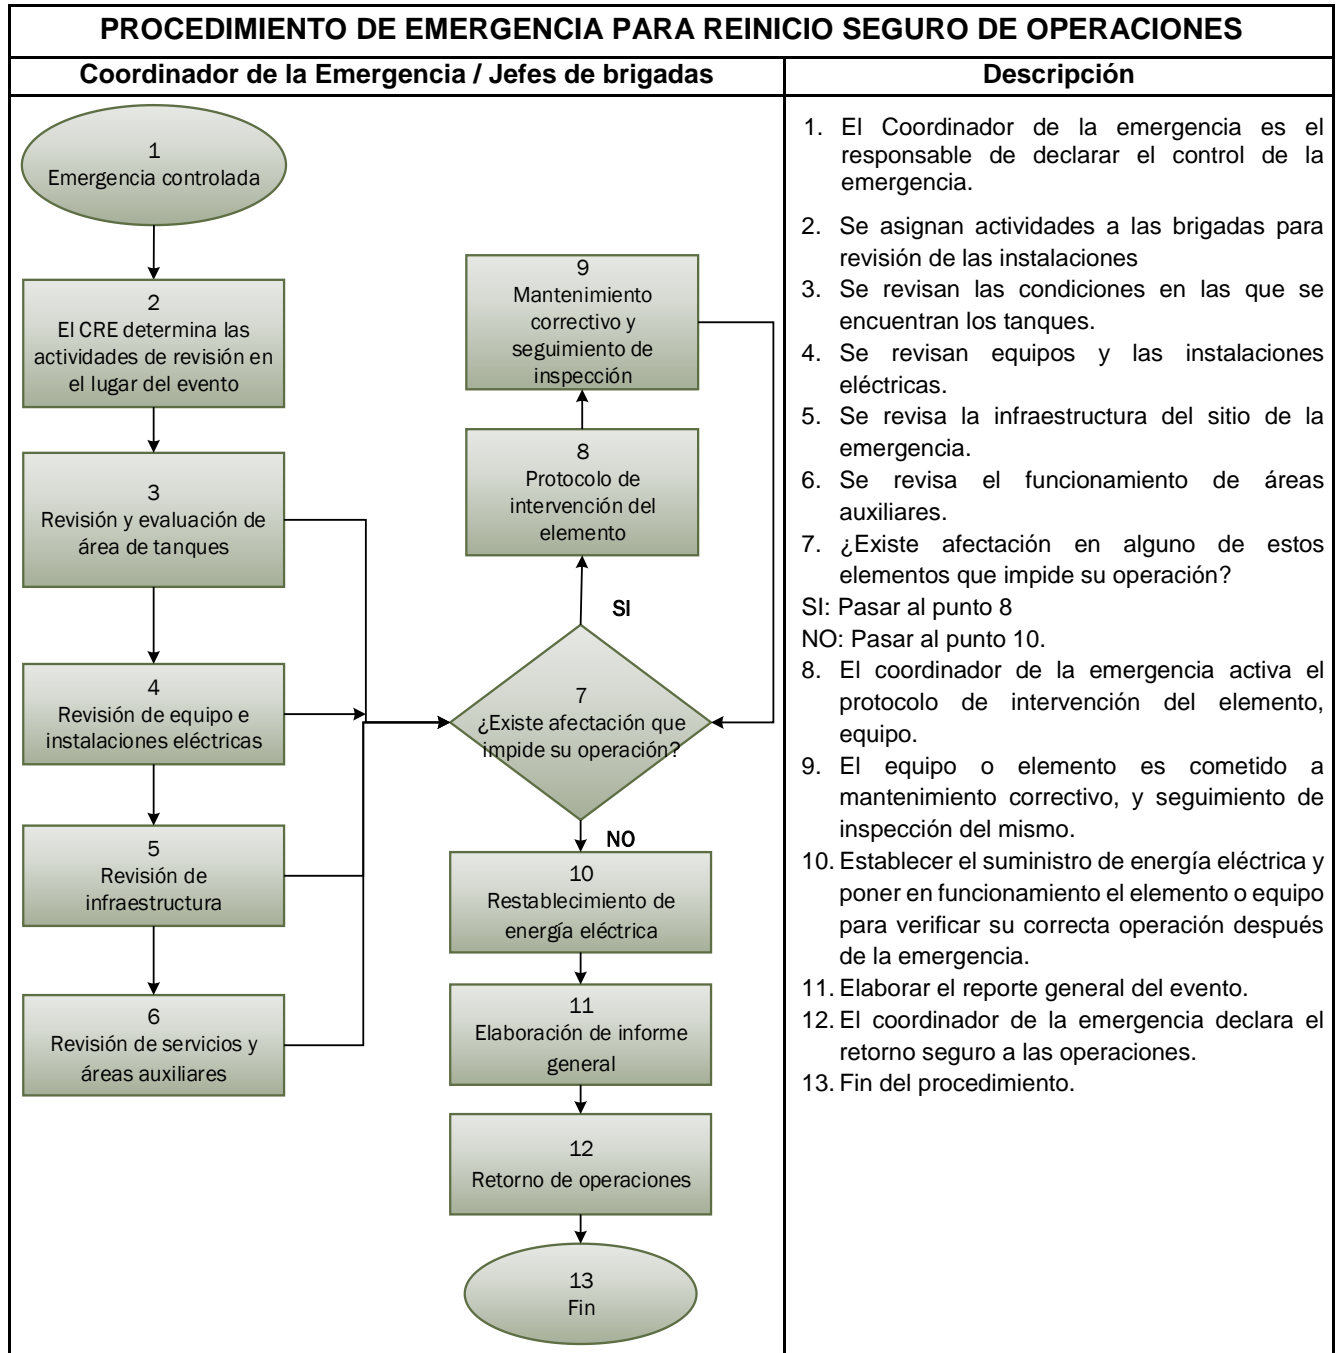 PROCEDIMIENTO DE EMERGENCIA PARA REINICIO SEGURO DE OPERACIONES
Coordinador de la Emergencia / Jefes de brigadas
Descripción
1
Emergencia controlada
2
El CRE determina las
actividades de revisión en
el lugar del evento
3
Revisión y evaluación de
área de tanques
4
Revisión de equipo e
instalaciones eléctricas
5
Revisión de
infraestructura
6
Revisión de servicios y
áreas auxiliares
9
Mantenimiento
correctivo y
seguimiento de
inspección
8
Protocolo de
intervención del
elemento
SI
7
¿Existe afectación que
impide su operación?
NO
10
Restablecimiento de
energía eléctrica
11
Elaboración de informe
general
12
Retorno de operaciones
13
Fin
1. El Coordinador de la emergencia es el
responsable de declarar el control de la
emergencia.
2. Se asignan actividades a las brigadas para
revisión de las instalaciones
3. Se revisan las condiciones en las que se
encuentran los tanques.
4. Se revisan equipos y las instalaciones
eléctricas.
5. Se revisa la infraestructura del sitio de la
emergencia.
6. Se revisa el funcionamiento de áreas
auxiliares.
7. ¿Existe afectación en alguno de estos
elementos que impide su operación?
SI: Pasar al punto 8
NO: Pasar al punto 10.
8. El coordinador de la emergencia activa el
protocolo de intervención del elemento,
equipo.
9. El equipo o elemento es cometido a
mantenimiento correctivo, y seguimiento de
inspección del mismo.
10. Establecer el suministro de energía eléctrica y
poner en funcionamiento el elemento o equipo
para verificar su correcta operación después
de la emergencia.
11. Elaborar el reporte general del evento.
12. El coordinador de la emergencia declara el
retorno seguro a las operaciones.
13. Fin del procedimiento.